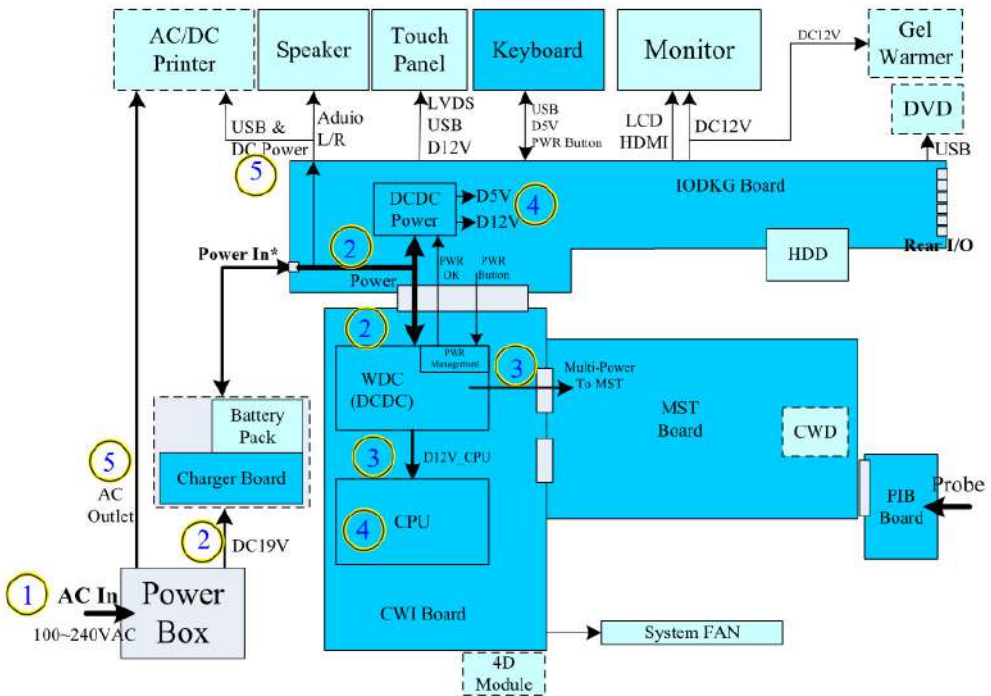 AC/DC
Printer
Speaker
Touch
Panel
Keyboard
Monitor
DC12V
Gel
Warmer
DVD
USB &
DC Power
5
Aduio
L/R
LVDS
USB
D12V
USB
D5V
PWR Button
LCD
HDMI
DC12V
USB
IODKG Board
DCDC
Power
D5V
D12V
4
Power In*
2
Power
PWR
OK
PWR
Button
HDD
Rear I/O
2
PWR
Management
WDC
(DCDC)
3
Multi-Power
To MST
MST
Board
CWD
Battery
Pack
Charger Board
5
AC
Outlet
3
D12V_CPU
4
CPU
PIB
Board
Probe
2
DC19V
1
AC In
100~240VAC
Power
Box
CWI Board
System FAN
4D
Module